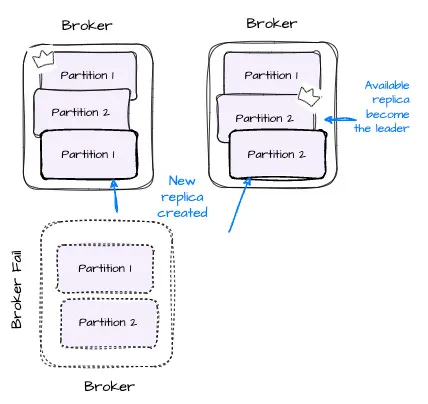 Broker
Broker
Partition 1
Partition 2
Partition 1
Partition 1
Partition 2
Partition 2
Available
replica
become
the leader
New
replica
created
Broker Fail
Partition 1
Partition 2
Broker